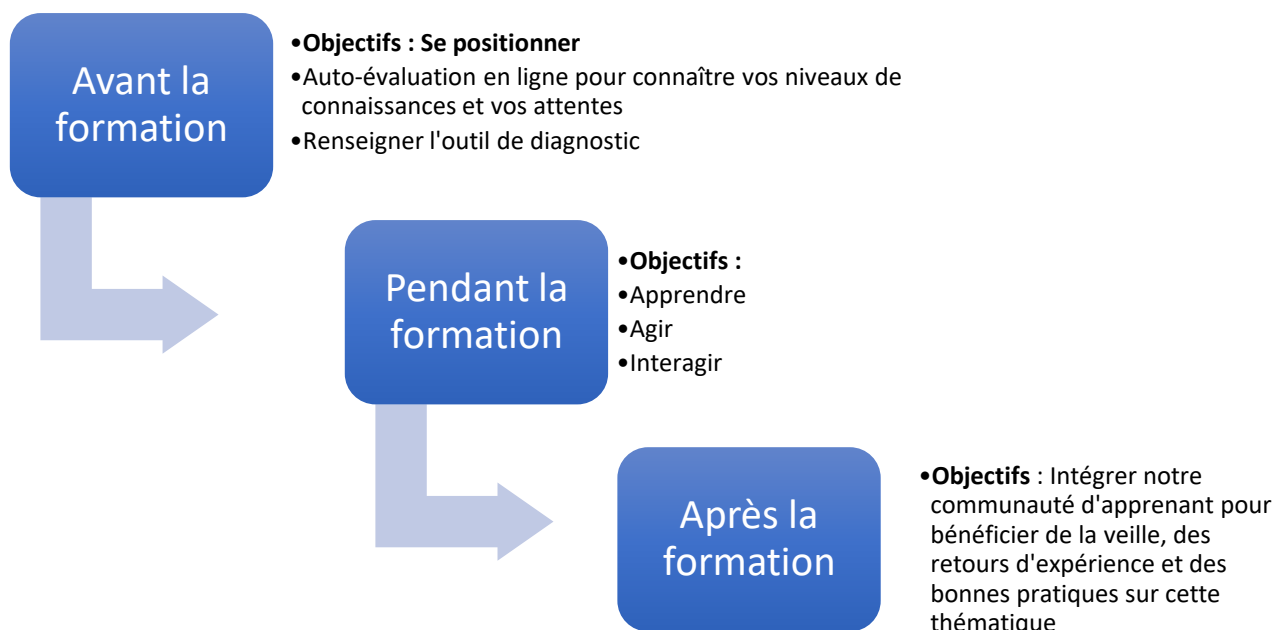 Avant la
formation
•Objectifs : Se positionner
•Auto-évaluation en ligne pour connaître vos niveaux de
connaissances et vos attentes
•Renseigner l'outil de diagnostic
Pendant la
formation
•Objectifs :
•Apprendre
•Agir
•Interagir
Après la
formation
•Objectifs : Intégrer notre
communauté d'apprenant pour
bénéficier de la veille, des
retours d'expérience et des
bonnes pratiques sur cette
thématique